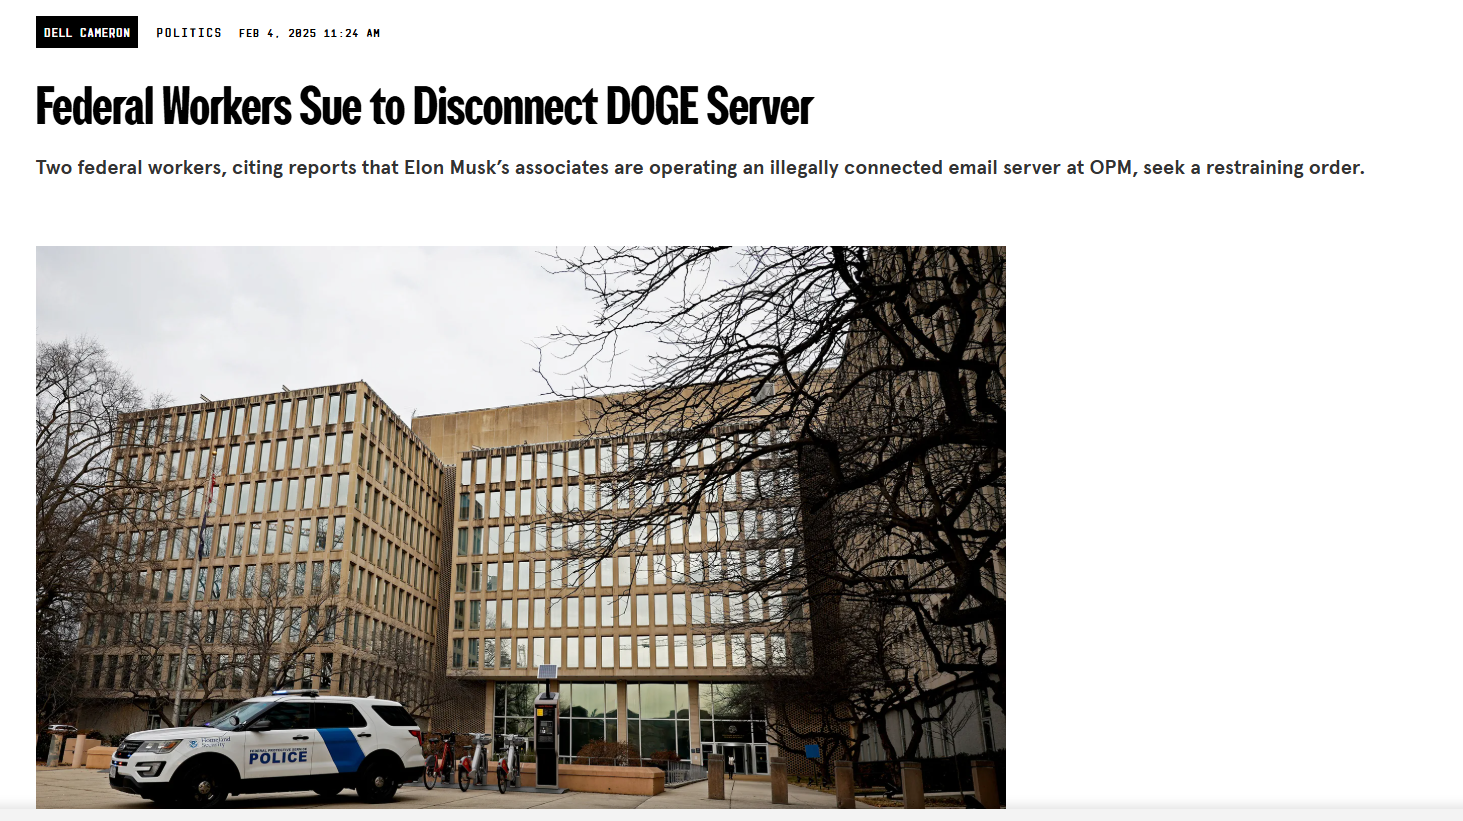 DELL CAMERON POLITICS FEB 4, 2025 11:24 AM
Federal Workers Sue to Disconnect DOGE Server
Two federal workers, citing reports that Elon Musk’s associates are operating an illegally connected email server at OPM, seek a restraining order.
Homeland
Security
FEDERAL PROTECTIVE SERVICE
POLICE